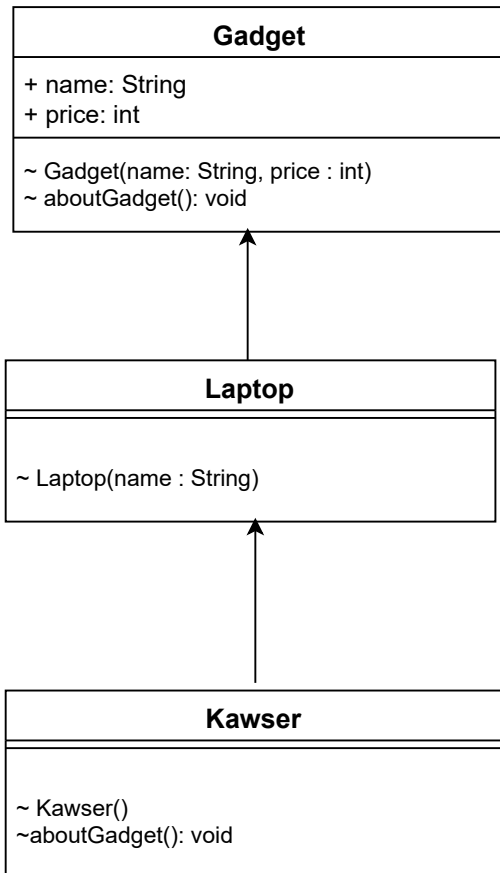 Gadget
+ name: String
+ price: int
~ Gadget(name: String, price : int)
~ aboutGadget(): void
Laptop
~ Laptop(name : String)
Kawser
~ Kawser()
~aboutGadget(): void